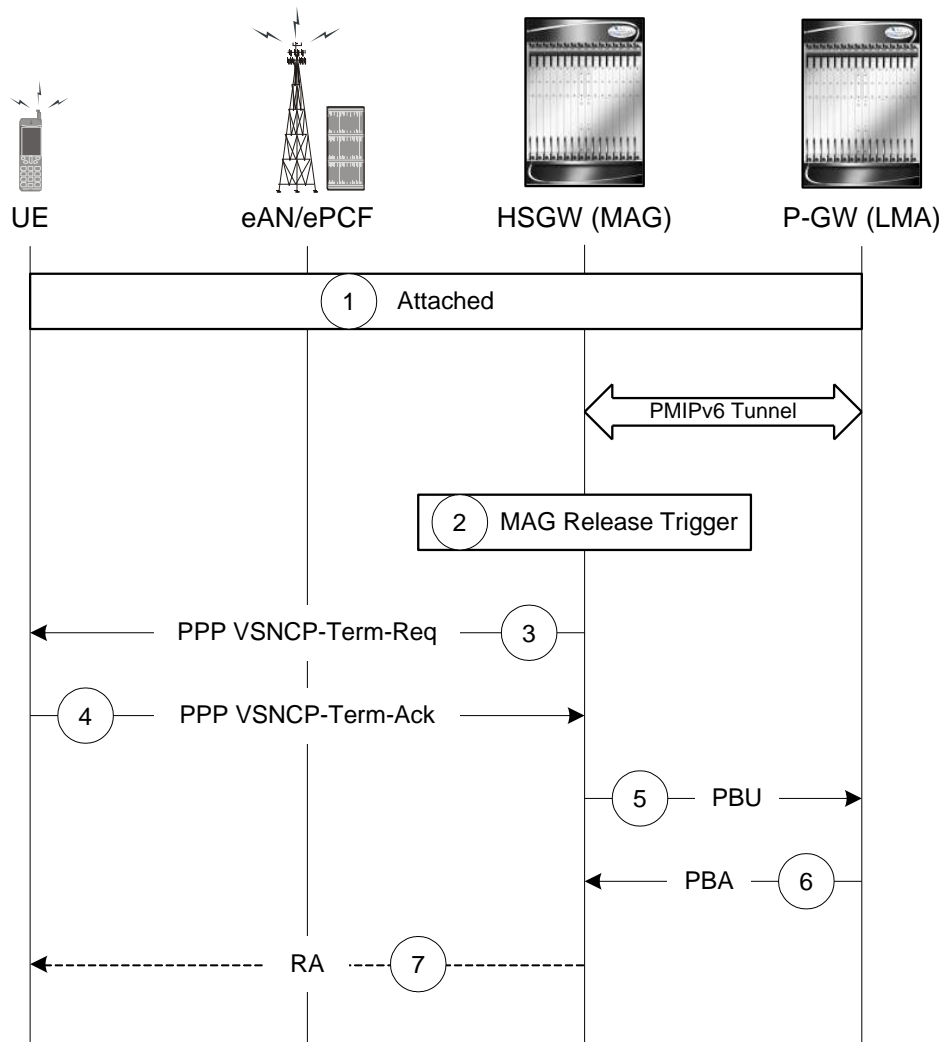 UE
eAN/ePCF
HSGW (MAG)
P-GW (LMA)
1 Attached
PMIPv6 Tunnel
2 MAG Release Trigger
PPP VSNCP-Term-Req 3
4 PPP VSNCP-Term-Ack
5 PBU
PBA 6
RA 7